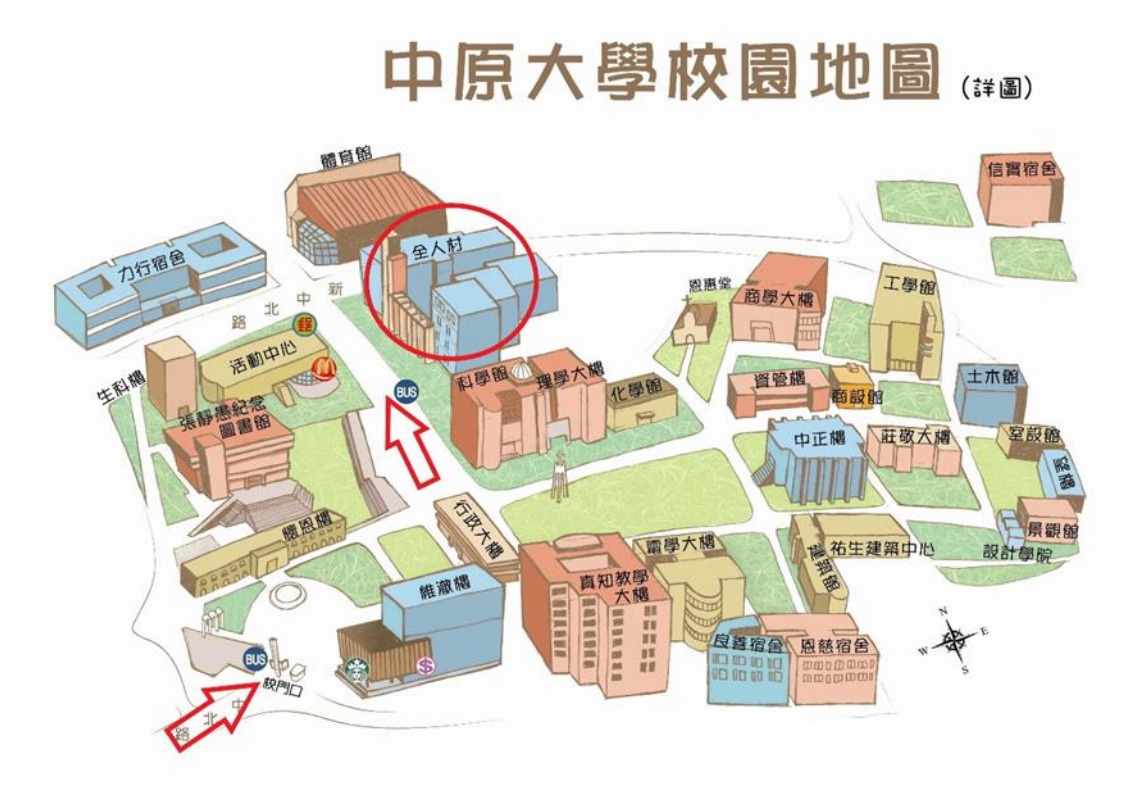 中原大學校園地圖(詳圖)
體育館
信實宿舍
全人村
力行宿舍
新中北路
郵
恩惠堂
商學大樓
工學館
活動中心
生科樓
科學館
理學大樓
化學館
BUS
資管樓
商設館
土木館
張靜愚紀念
圖書館
中正樓
莊敬大樓
室設館
行政大樓
建築館
祐生建築中心
景觀館
設計學院
電學大樓
真知教學
大樓
維澈樓
良善宿舍
恩慈宿舍
BUS
校門口
中北路
$
N
E
W
S